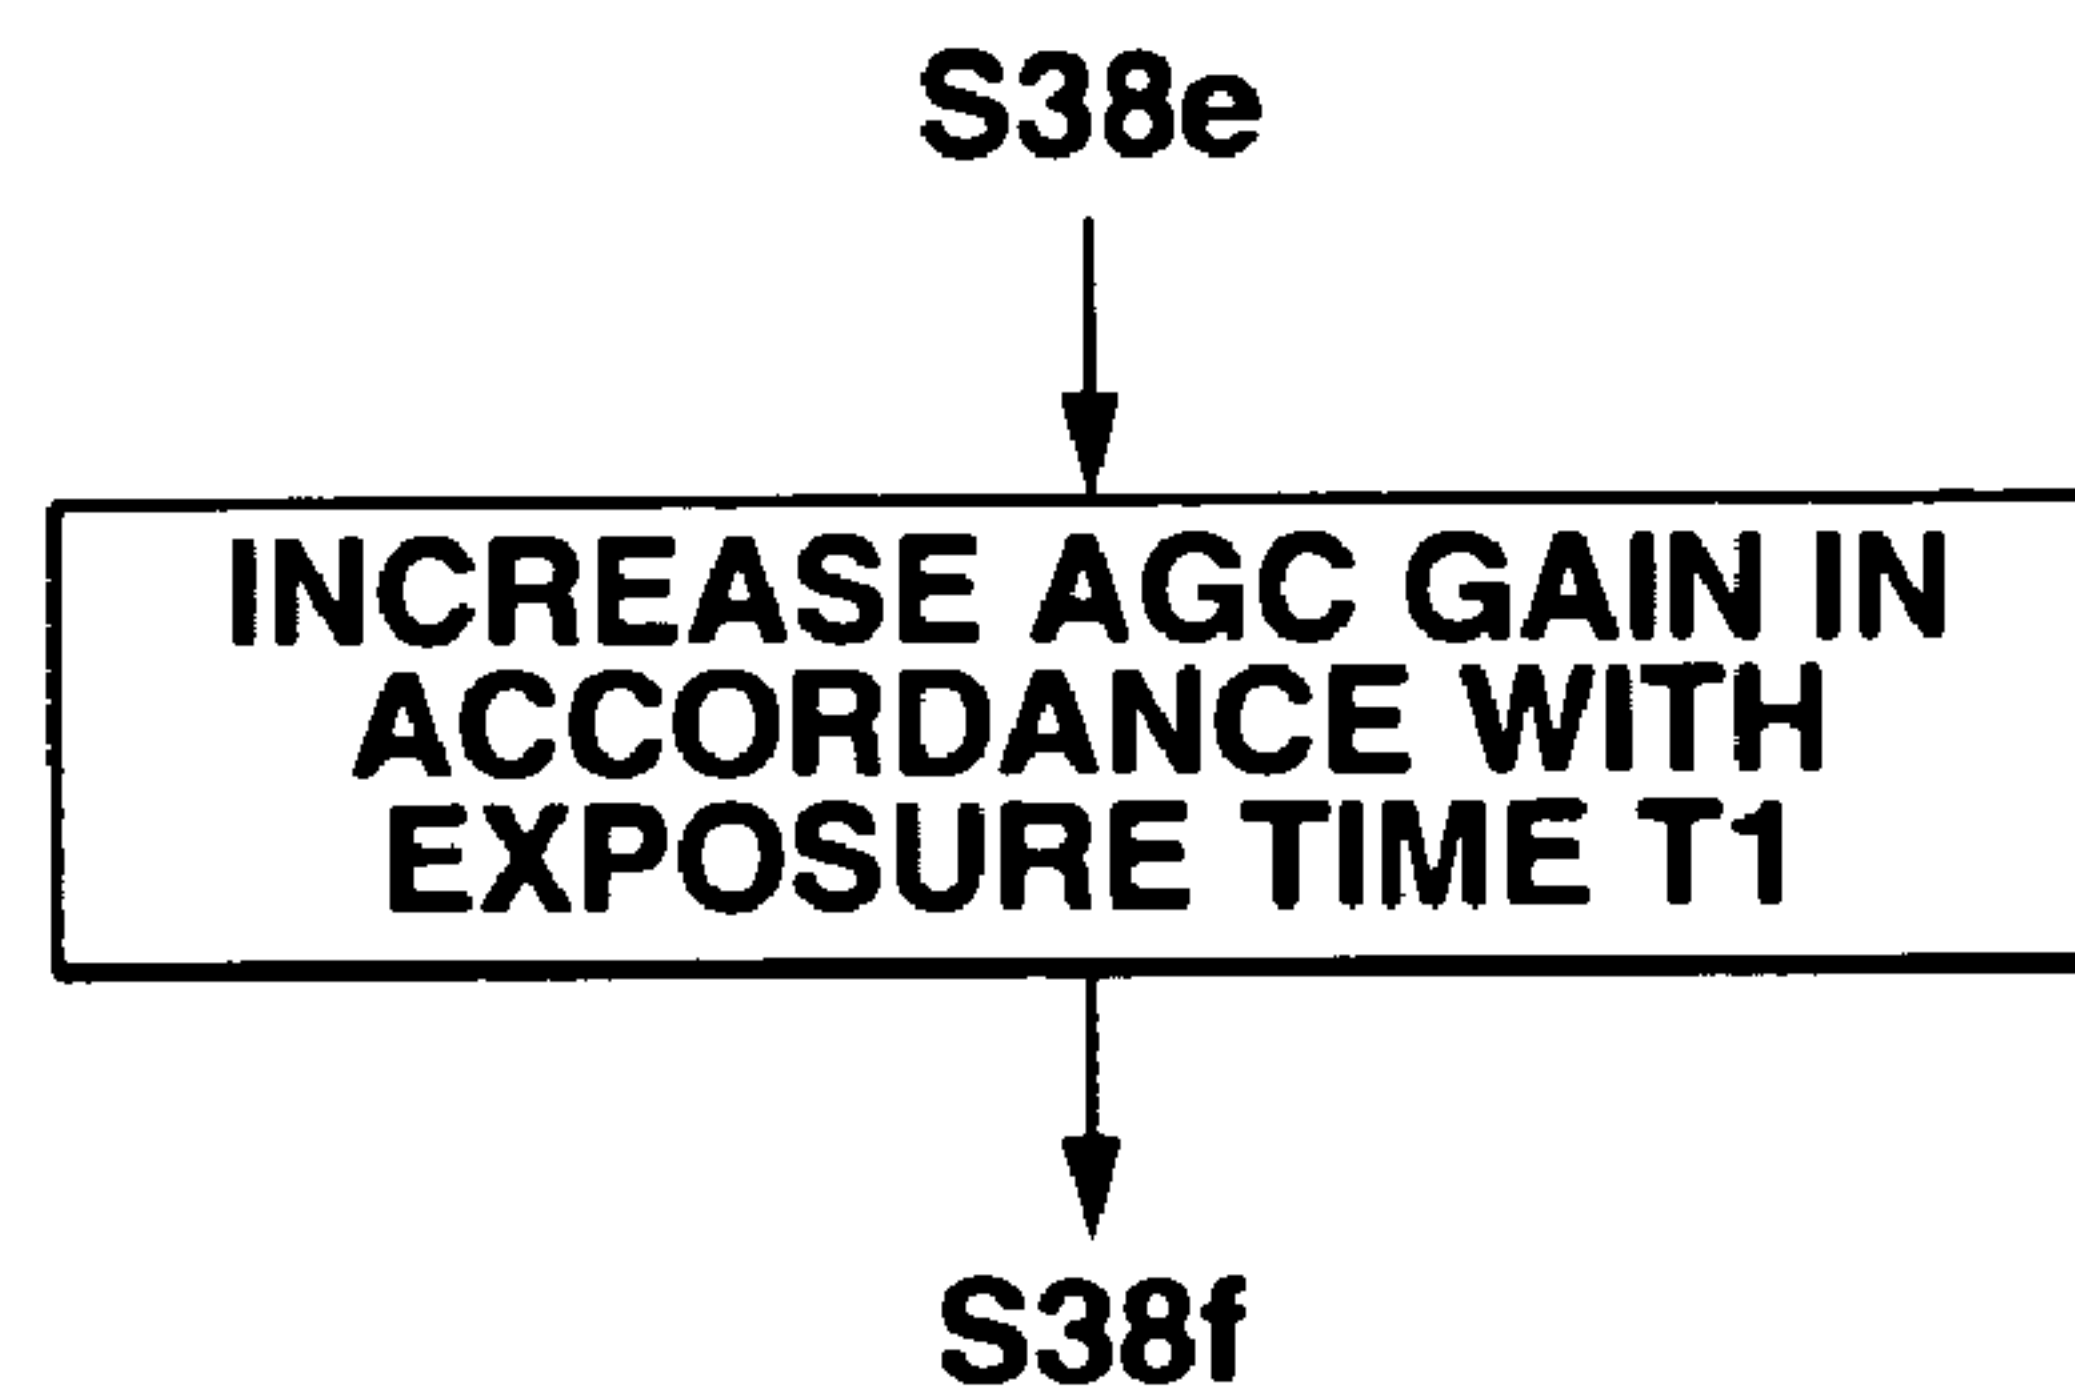 S38e
INCREASE AGC GAIN IN
ACCORDANCE WITH
EXPOSURE TIME T1
S38f